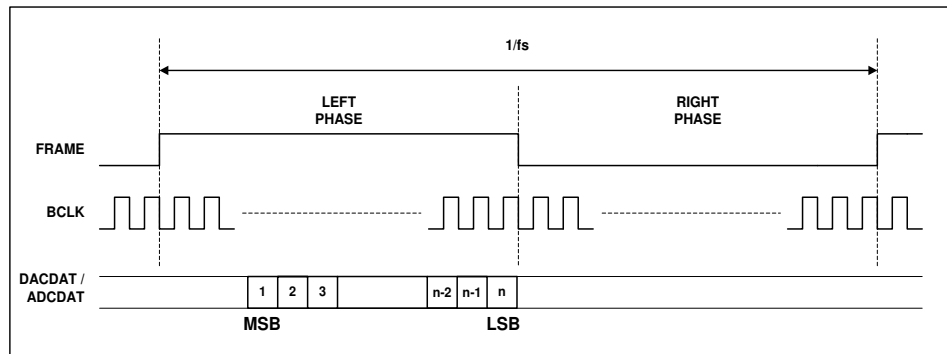 1/fs
LEFT
PHASE
RIGHT
PHASE
FRAME
BCLK
DACDAT /
ADCDAT
1 2 3 n-2 n-1 n
MSB LSB